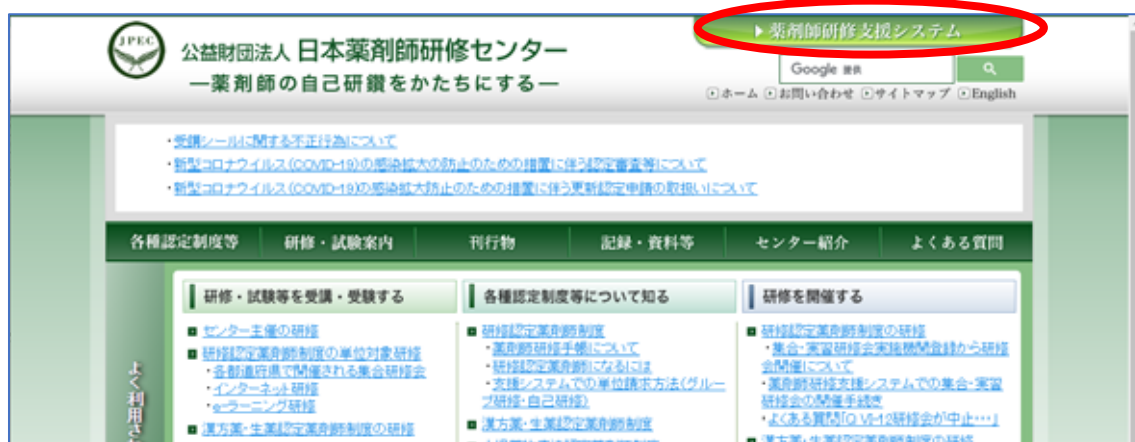 ▶ 薬剤師研修支援システム
JPEC
公益財団法人 日本薬剤師研修センター
―薬剤師の自己研鑽をかたちにする―
Google 提供
ホーム お問い合わせ サイトマップ English
・受講シールに関する不正行為について
・新型コロナウイルス(COVID-19)の感染拡大の防止のための措置に伴う認定審査等について
・新型コロナウイルス(COVID-19)の感染拡大防止のための措置に伴う更新認定申請の取扱いについて
各種認定制度等 研修・試験案内 刊行物 記録・資料等 センター紹介 よくある質問
よく利用さ
研修・試験等を受講・受験する
センター主催の研修
研修認定薬剤師制度の単位対象研修
・各都道府県で開催される集合研修会
・インターネット研修
・e-ラーニング研修
漢方薬・生薬認定薬剤師制度の研修
各種認定制度等について知る
研修認定薬剤師制度
・薬剤師研修手帳について
・研修認定薬剤師になるには
・支援システムでの単位請求方法(グルー
プ研修・自己研修)
漢方薬・生薬認定薬剤師制度
研修を開催する
研修認定薬剤師制度の研修
・集合・実習研修会実施機関登録から研修
会開催について
・薬剤師研修支援システムでの集合・実習
研修会の開催手続き
・よくある質問「Q VI-12研修会が中止…」
漢方薬・生薬認定薬剤師制度の研修